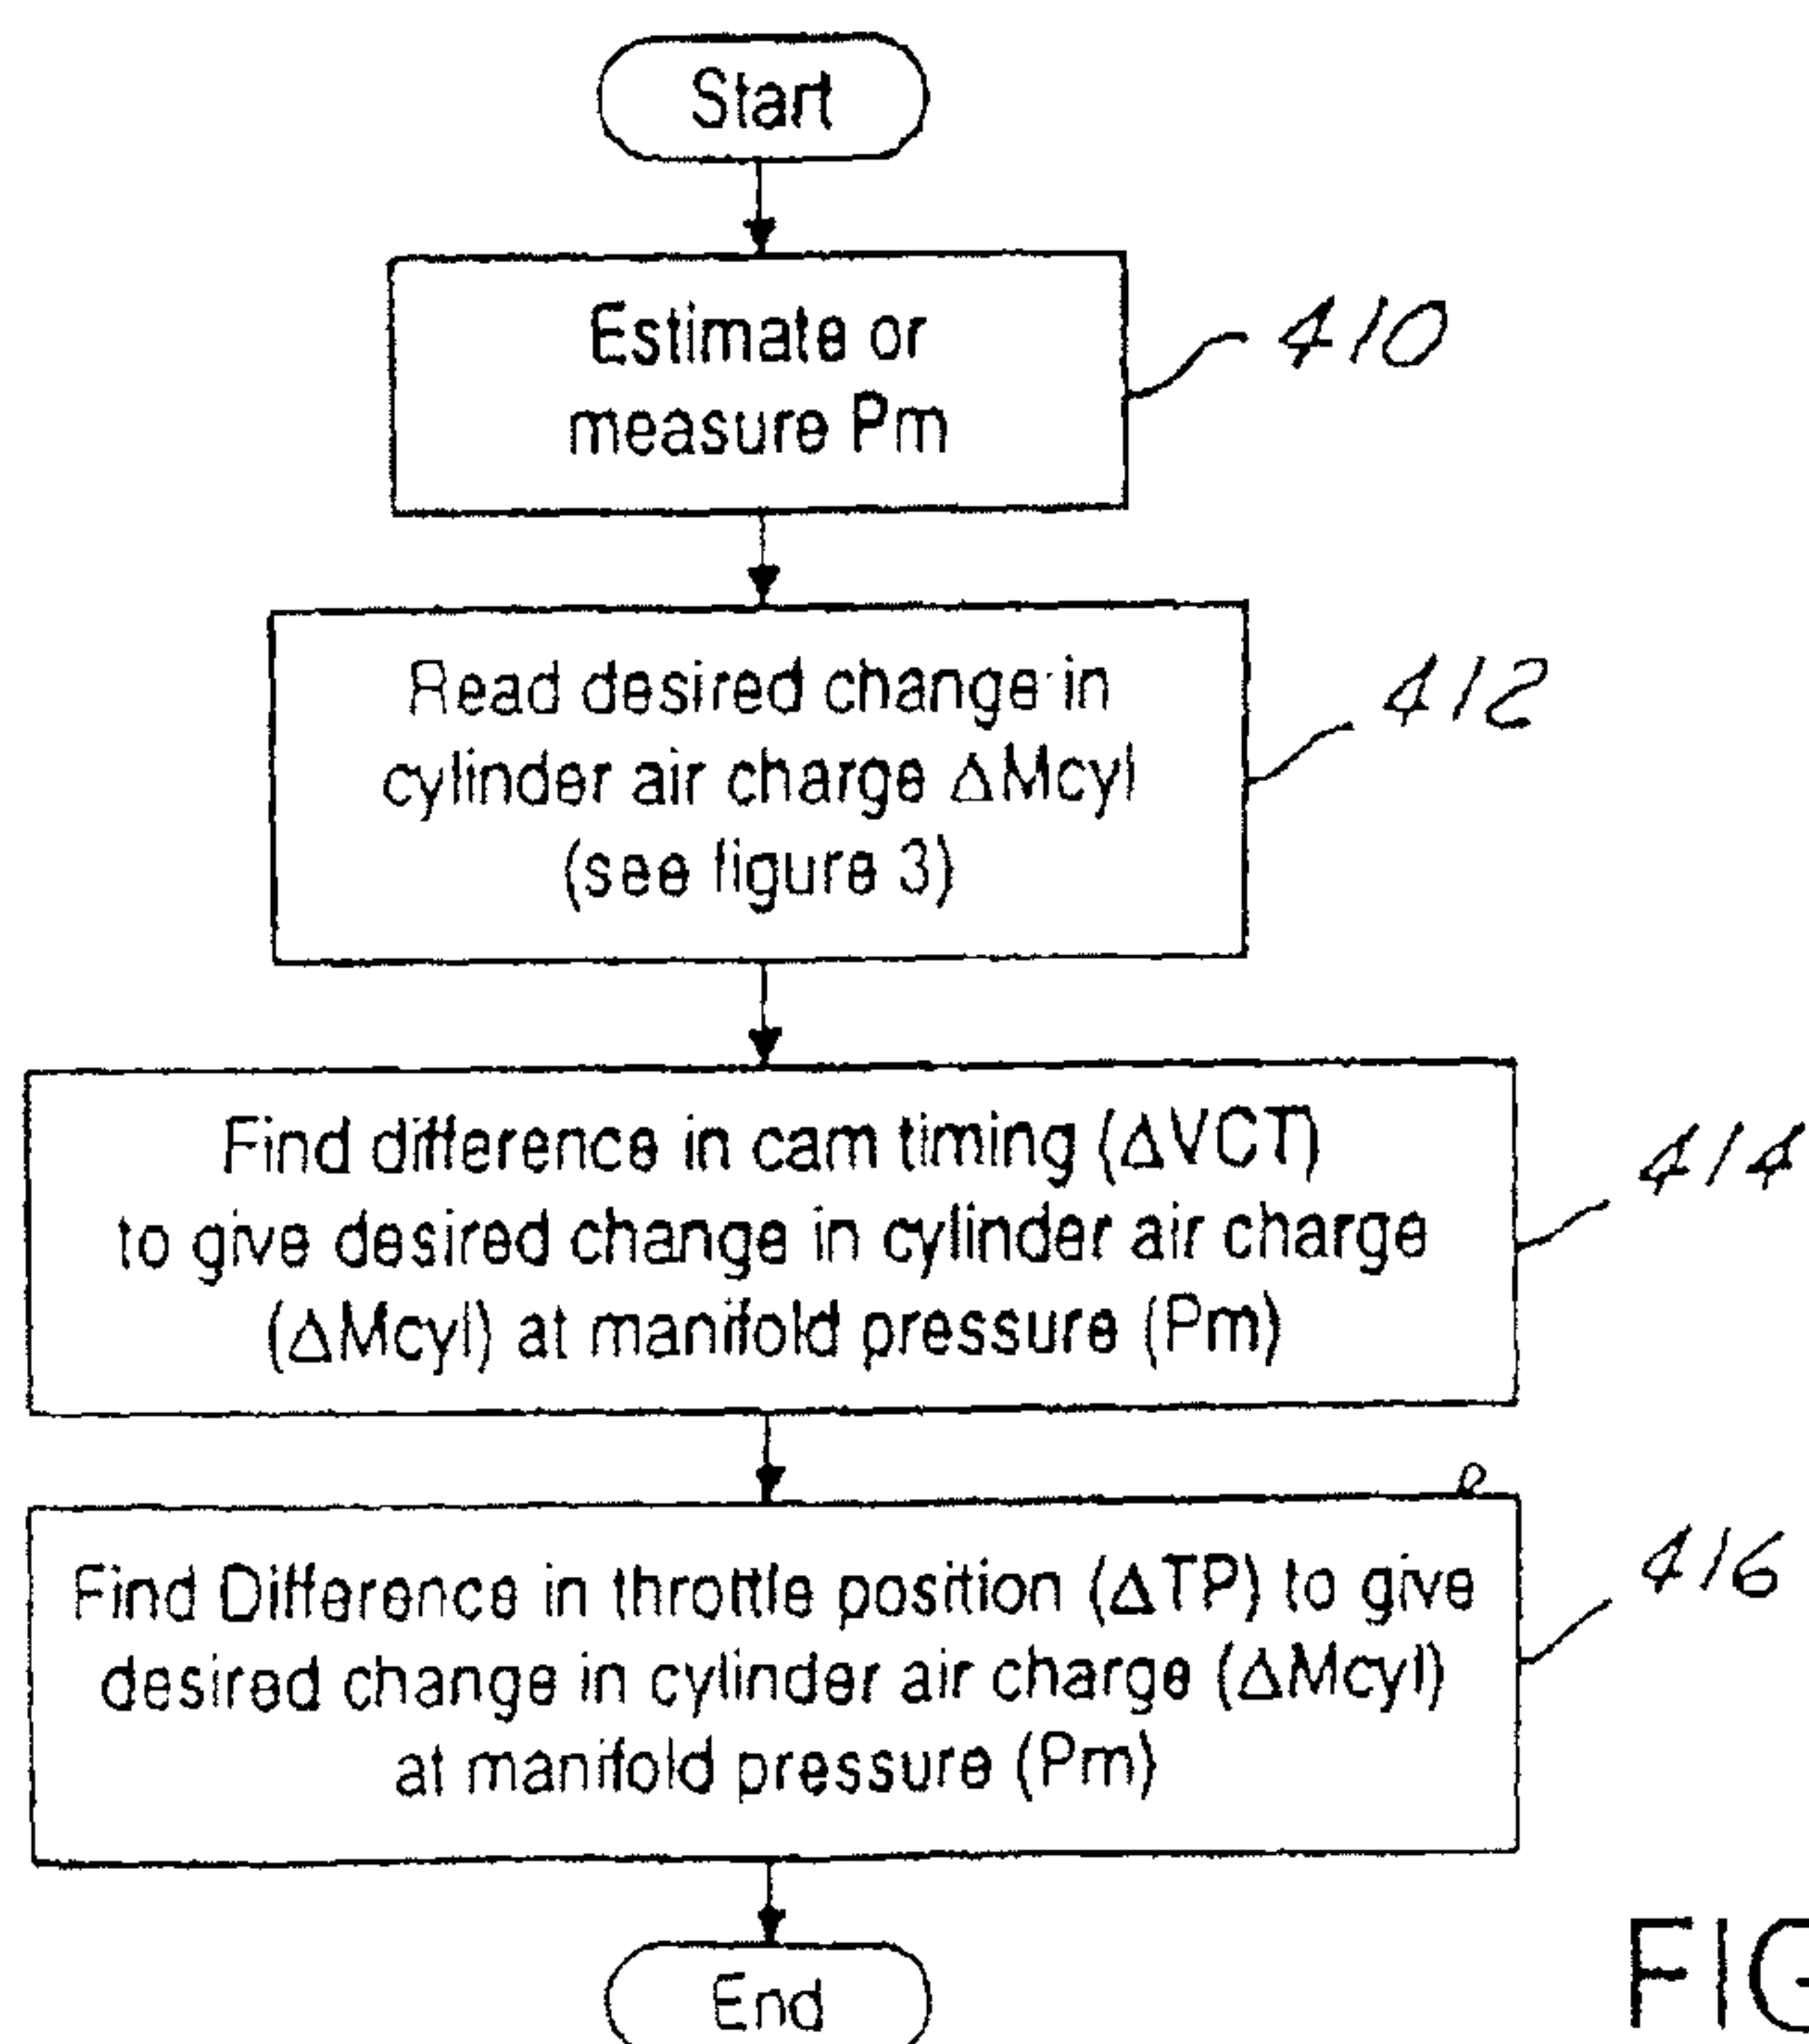 Start
Estimate or
measure Pm
410
Read desired change in
cylinder air charge ΔMcyl
(see figure 3)
412
Find difference in cam timing (ΔVCT)
to give desired change in cylinder air charge
(ΔMcyl) at manifold pressure (Pm)
414
Find Difference in throttle position (ΔTP) to give
desired change in cylinder air charge (ΔMcyl)
at manifold pressure (Pm)
416
End
FIG